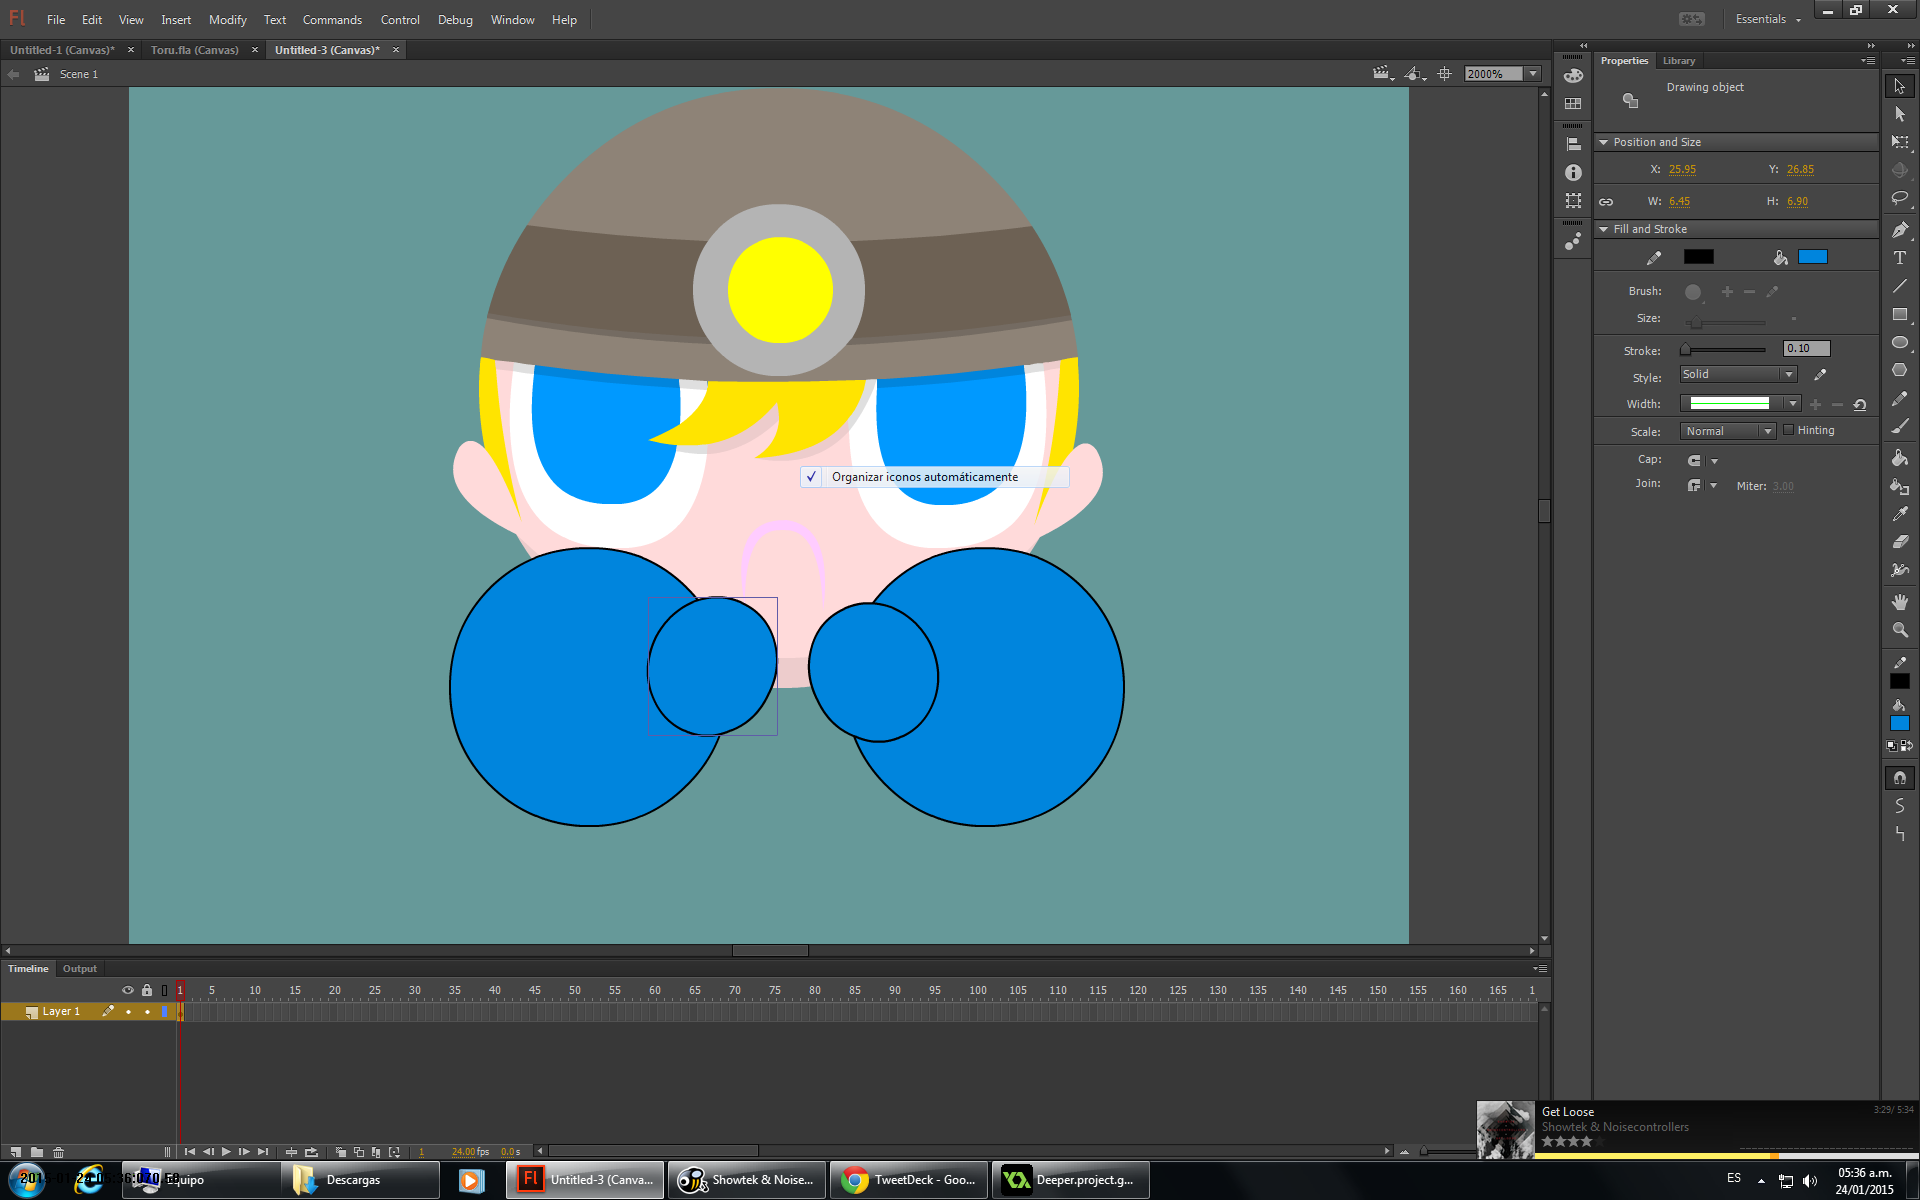 Fl File Edit View Insert Modify Text Commands Control Debug Window Help Essentials
Untitled-1 (Canvas)* × Toru.fla (Canvas) × Untitled-3 (Canvas)* ×
Scene 1 2000%
Properties Library
Drawing object
Position and Size
X: 25.95 Y: 26.85
W: 6.45 H: 6.90
Fill and Stroke
Brush:
Size:
Stroke: 0.10
Style: Solid
Width:
Scale: Normal Hinting
Cap:
Join: Miter: 3.00
✓ Organizar iconos automáticamente
Timeline Output
1 5 10 15 20 25 30 35 40 45 50 55 60 65 70 75 80 85 90 95 100 105 110 115 120 125 130 135 140 145 150 155 160 165 1
Layer 1
1 24.00 fps 0.0 s
Get Loose 3:29/ 5:34
Showtek & Noisecontrollers
Equipo Descargas Fl Untitled-3 (Canva... Showtek & Noise... TweetDeck - Goo... Deeper.project.g...
ES 05:36 a.m.
24/01/2015